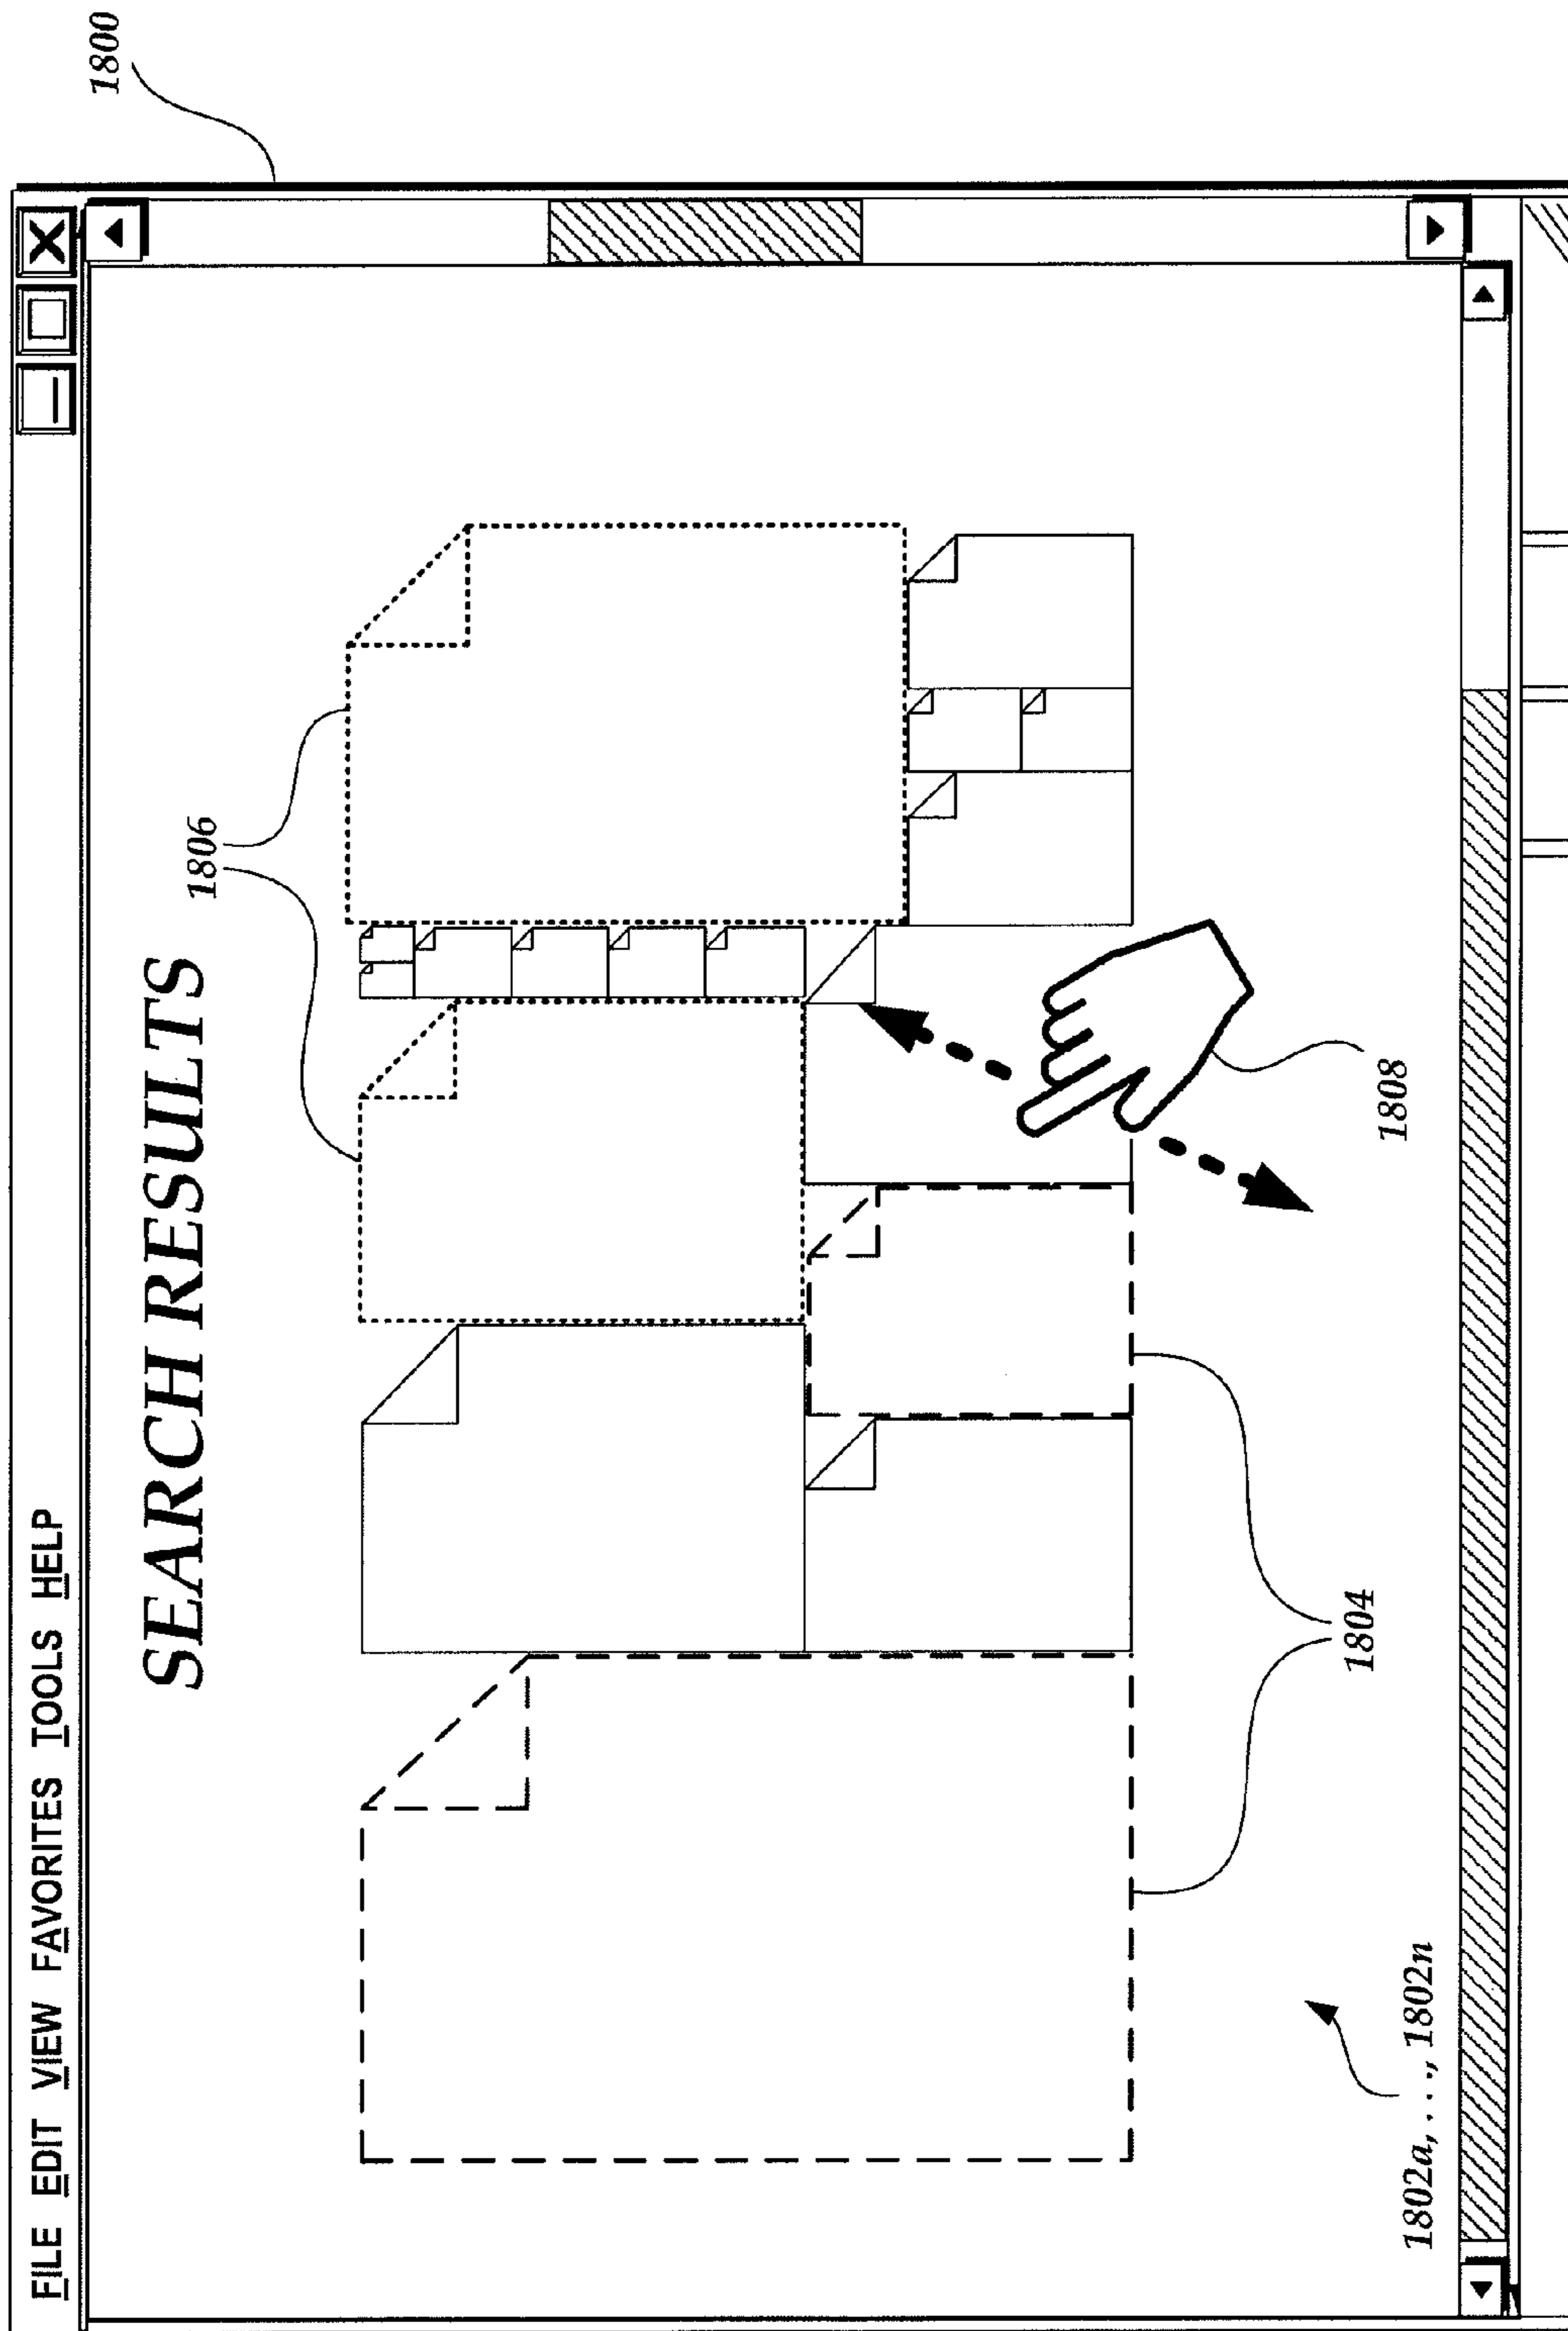 FILE EDIT VIEW FAVORITES TOOLS HELP
1800
SEARCH RESULTS
1806
1808
1804
1802a, . . ., 1802n